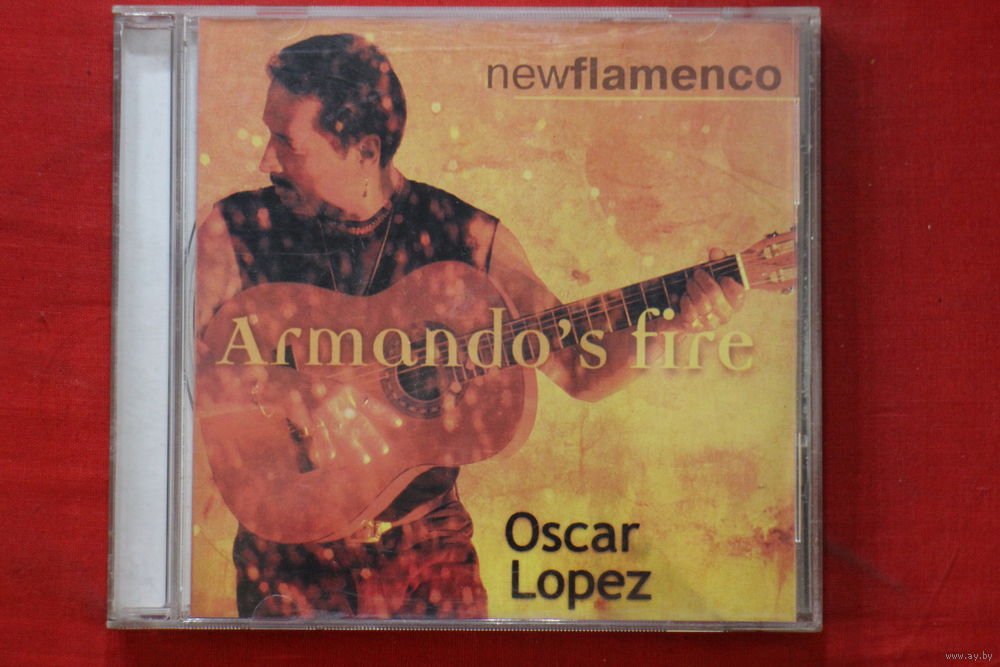 newflamenco
Armando's fire
Oscar
Lopez
www.ay.by